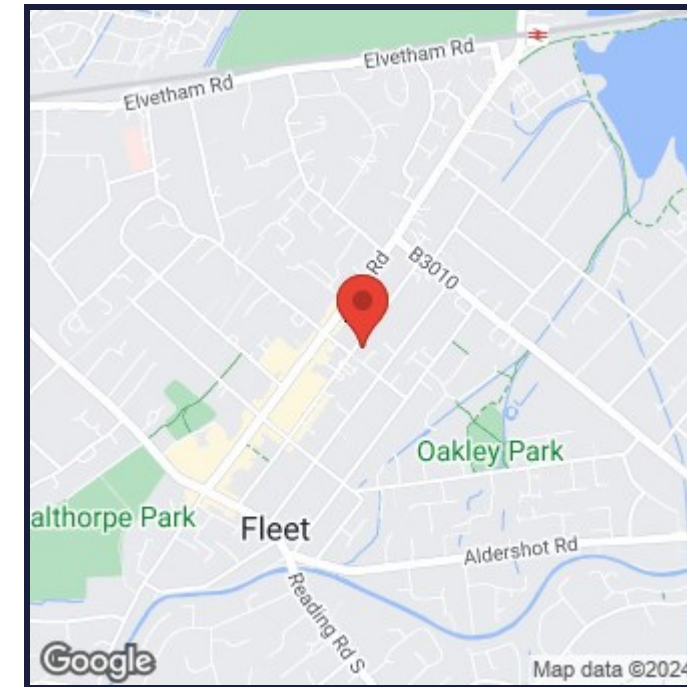 Elvetham Rd
Elvetham Rd
Rd
B3010
Oakley Park
althorpe Park
Fleet
Aldershot Rd
Reading Rd S
Google
Map data ©2024